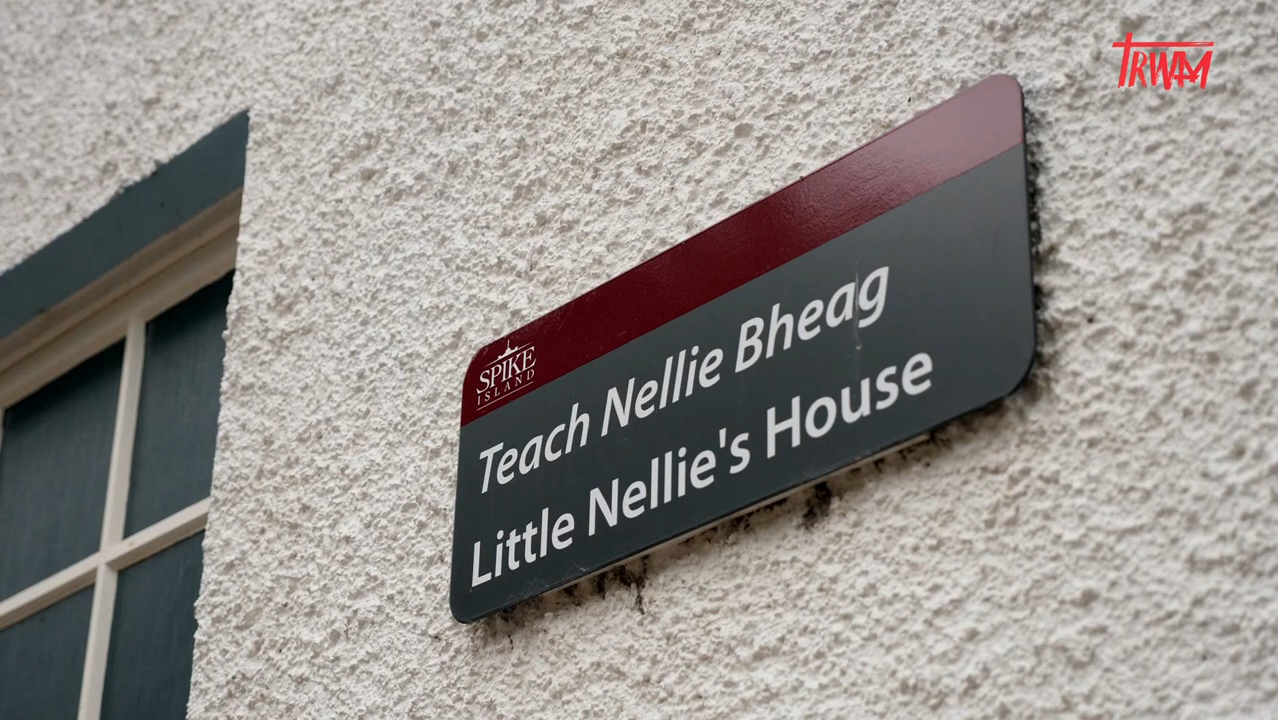 TRWAM
SPIKE
ISLAND
Teach Nellie Bheag
Little Nellie's House